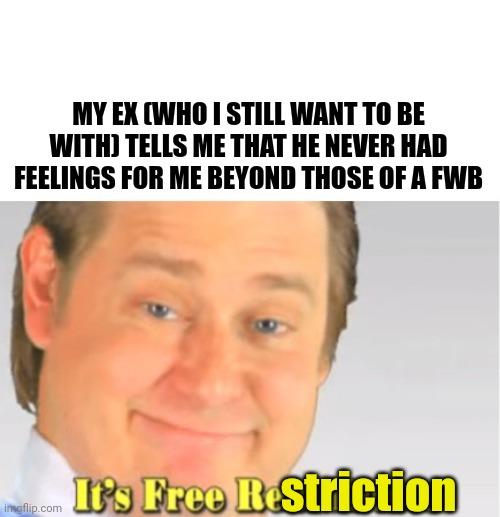 MY EX (WHO I STILL WANT TO BE
WITH) TELLS ME THAT HE NEVER HAD
FEELINGS FOR ME BEYOND THOSE OF A FWB
It's Free Restriction
imgflip.com